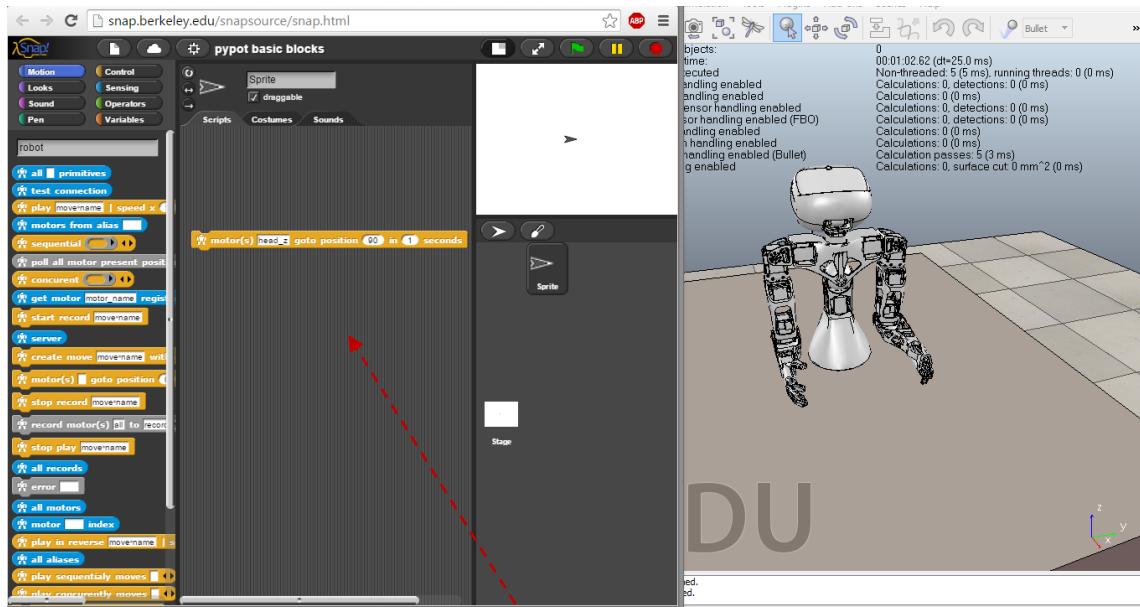 snap.berkeley.edu/snapsource/snap.html
ABP
Snap!
pypot basic blocks
Motion
Control
Looks
Sensing
Sound
Operators
Pen
Variables
robot
all primitives
test connection
play move·name | speed x
motors from alias
sequential
poll all motor present posit
concurent
get motor motor_name regis
start record move·name
server
create move move·name wit
motor(s) goto position
stop record move·name
record motor(s) all to record
stop play move·name
all records
error
all motors
motor index
play in reverse move·name | s
all aliases
play sequentialy moves
play concurently moves
Sprite
draggable
Scripts
Costumes
Sounds
motor(s) head_z goto position 90 in 1 seconds
Sprite
Stage
Bullet
»
bjects:
0
time:
00:01:02.62 (dt=25.0 ms)
ecuted
Non-threaded: 5 (5 ms), running threads: 0 (0 ms)
andling enabled
Calculations: 0, detections: 0 (0 ms)
andling enabled
Calculations: 0 (0 ms)
ensor handling enabled
Calculations: 0, detections: 0 (0 ms)
sor handling enabled (FBO)
Calculations: 0, detections: 0 (0 ms)
ndling enabled
Calculations: 0 (0 ms)
n handling enabled
Calculations: 0 (0 ms)
handling enabled (Bullet)
Calculation passes: 5 (3 ms)
g enabled
Calculations: 0, surface cut: 0 mm^2 (0 ms)
DU
z
y
x
ed.
ed.